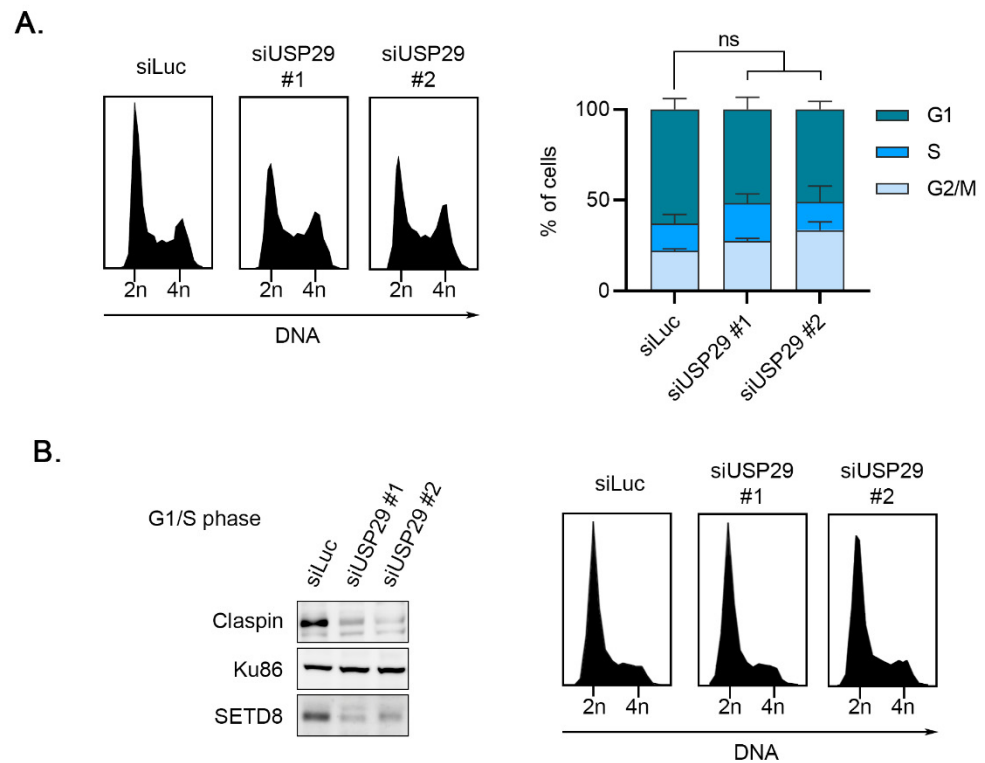 A.
siLuc
siUSP29
#1
siUSP29
#2
2n 4n
2n 4n
2n 4n
DNA
ns
% of cells
100
50
0
siLuc
siUSP29 #1
siUSP29 #2
G1
S
G2/M
B.
G1/S phase
siLuc
siUSP29 #1
siUSP29 #2
Claspin
Ku86
SETD8
siLuc
siUSP29
#1
siUSP29
#2
2n 4n
2n 4n
2n 4n
DNA